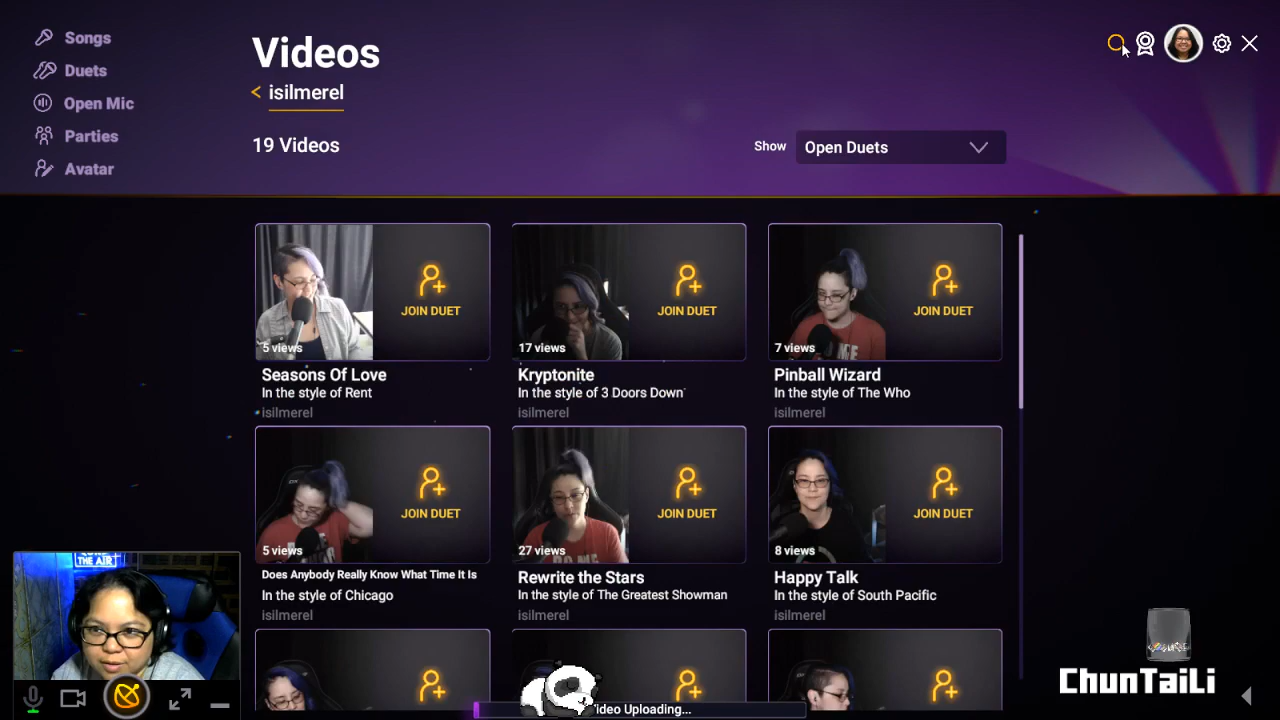 Songs
Duets
Open Mic
Parties
Avatar
Videos
< isilmerel
19 Videos
Show
Open Duets
JOIN DUET
5 views
Seasons Of Love
In the style of Rent
isilmerel
JOIN DUET
17 views
Kryptonite
In the style of 3 Doors Down
isilmerel
JOIN DUET
7 views
Pinball Wizard
In the style of The Who
isilmerel
JOIN DUET
5 views
Does Anybody Really Know What Time It Is
In the style of Chicago
isilmerel
JOIN DUET
27 views
Rewrite the Stars
In the style of The Greatest Showman
isilmerel
JOIN DUET
8 views
Happy Talk
In the style of South Pacific
isilmerel
THE AIR
ideo Uploading...
ChunTaiLi